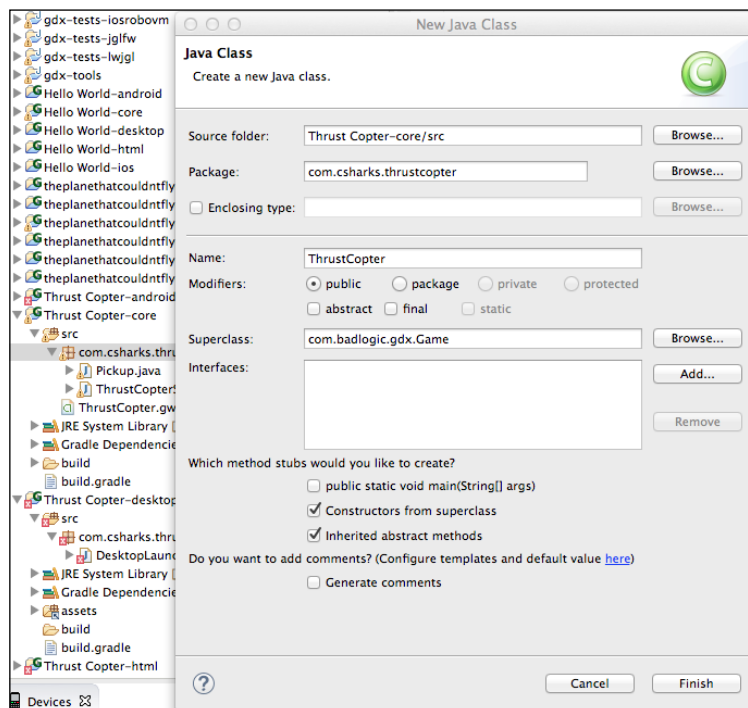 gdx-tests-iosrobovm
gdx-tests-jglfw
gdx-tests-lwjgl
gdx-tools
Hello World-android
Hello World-core
Hello World-desktop
Hello World-html
Hello World-ios
theplanethatcouldntfly
theplanethatcouldntfly
theplanethatcouldntfly
theplanethatcouldntfly
theplanethatcouldntfly
theplanethatcouldntfly
Thrust Copter-android
Thrust Copter-core
src
com.csharks.thru
Pickup.java
ThrustCopterS
ThrustCopter.gw
JRE System Library [
Gradle Dependencie
build
build.gradle
Thrust Copter-desktop
src
com.csharks.thru
DesktopLaun
JRE System Library [
Gradle Dependencie
assets
build
build.gradle
Thrust Copter-html
Devices
New Java Class
Java Class
Create a new Java class.
Source folder: Thrust Copter-core/src Browse...
Package: com.csharks.thrustcopter Browse...
Enclosing type: Browse...
Name: ThrustCopter
Modifiers: public package private protected
abstract final static
Superclass: com.badlogic.gdx.Game Browse...
Interfaces: Add...
Remove
Which method stubs would you like to create?
public static void main(String[] args)
Constructors from superclass
Inherited abstract methods
Do you want to add comments? (Configure templates and default value here)
Generate comments
? Cancel Finish